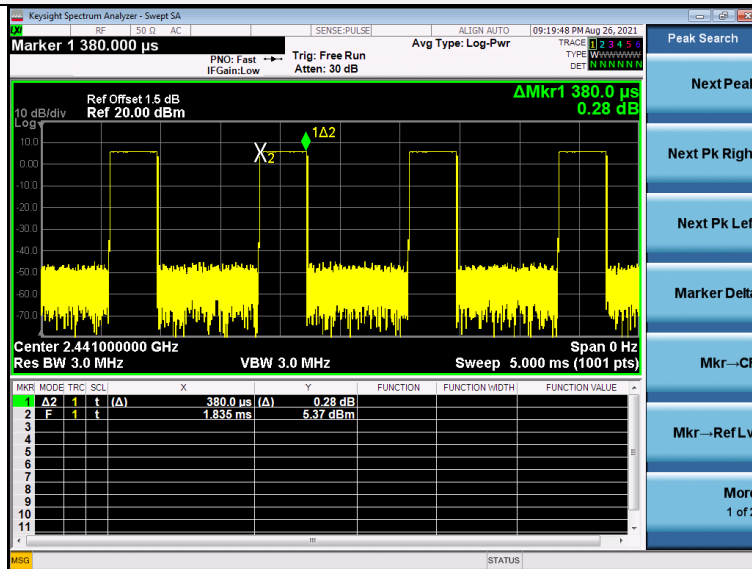 Keysight Spectrum Analyzer - Swept SA
LXI RF 50 Ω AC SENSE:PULSE ALIGN AUTO 09:19:48 PM Aug 26, 2021
Marker 1 380.000 µs
PNO: Fast
IFGain:Low
Trig: Free Run
Atten: 30 dB
Avg Type: Log-Pwr
TRACE 1 2 3 4 5 6
TYPE WWWWWW
DET N N N N N N
Peak Search
Next Peak
Next Pk Righ
Next Pk Lef
Marker Delta
Mkr→CF
Mkr→Ref Lv
More
1 of 2
Ref Offset 1.5 dB
10 dB/div Ref 20.00 dBm
Log
ΔMkr1 380.0 µs
0.28 dB
10.0
0.00
-10.0
-20.0
-30.0
-40.0
-50.0
-60.0
-70.0
1Δ2
X2
Center 2.441000000 GHz Span 0 Hz
Res BW 3.0 MHz VBW 3.0 MHz Sweep 5.000 ms (1001 pts)
MKR MODE TRC SCL X Y FUNCTION FUNCTION WIDTH FUNCTION VALUE
1 Δ2 1 t (Δ) 380.0 µs (Δ) 0.28 dB
2 F 1 t 1.835 ms 5.37 dBm
3
4
5
6
7
8
9
10
11
MSG STATUS